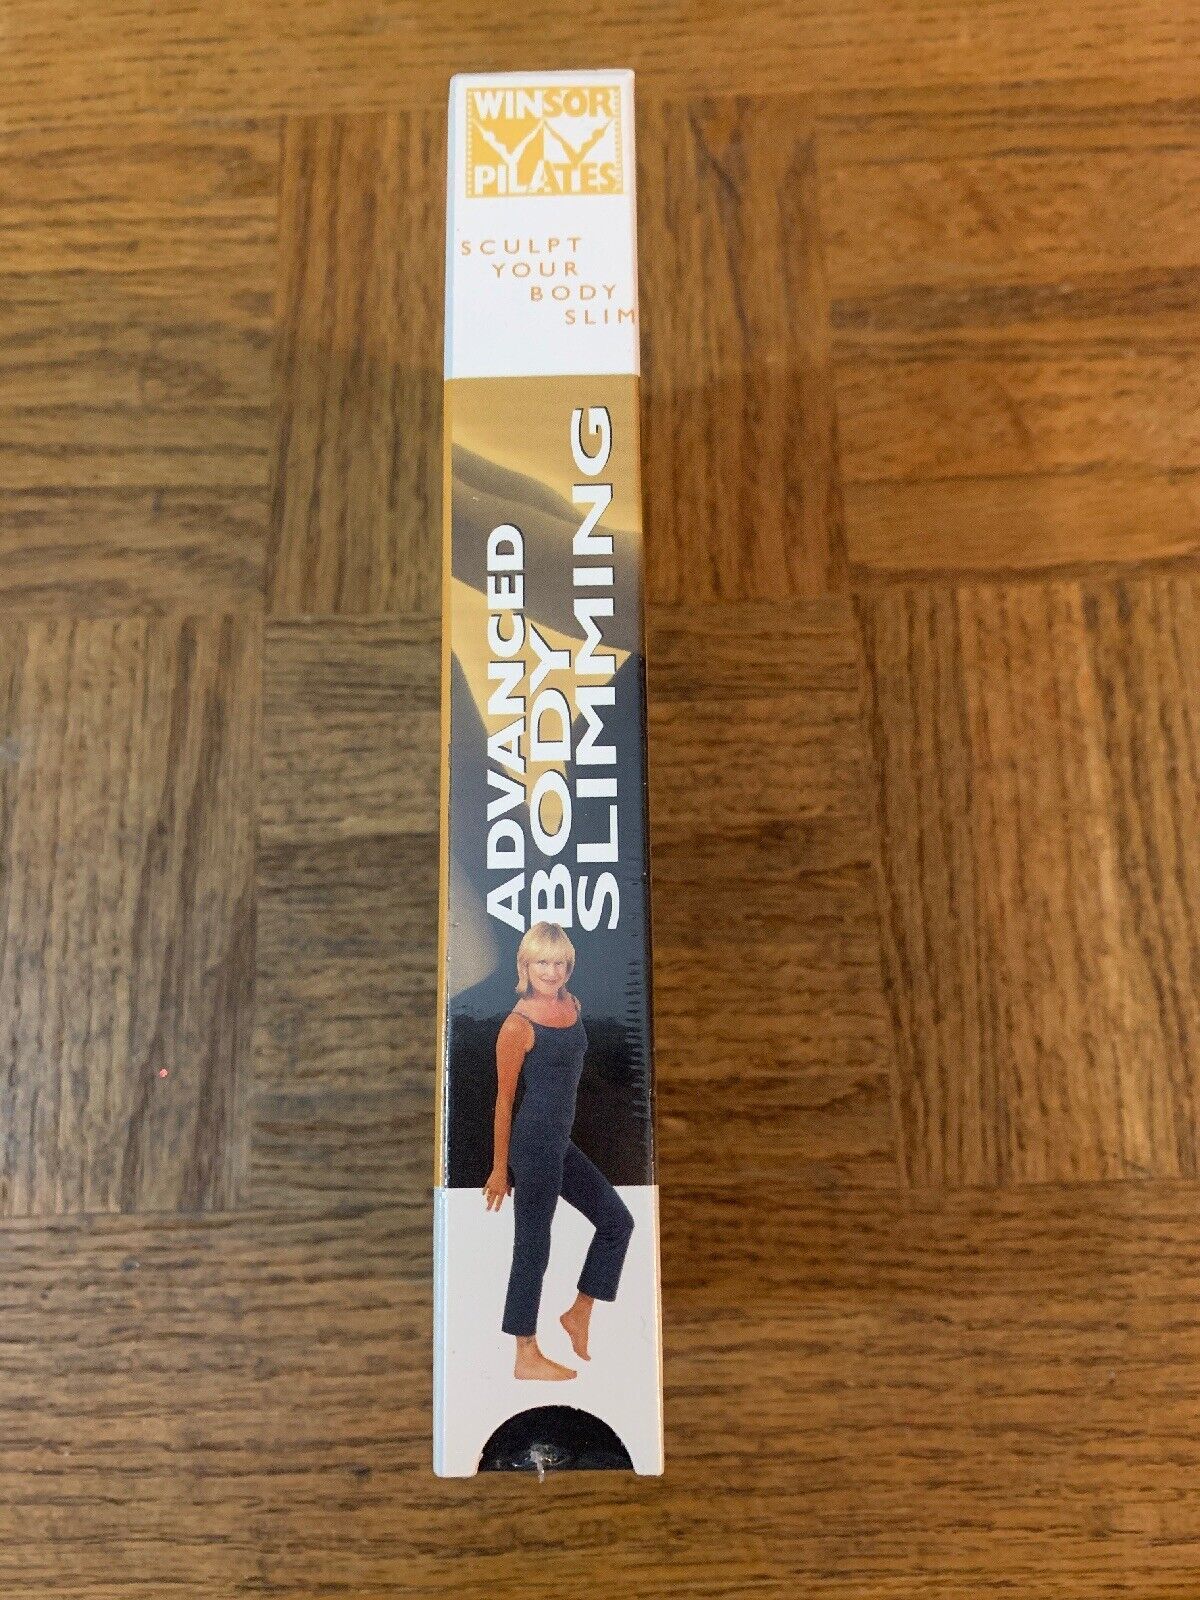 WINSOR
PILATES
SCULPT
YOUR
BODY
SLIM
ADVANCED
BODY
SLIMMING